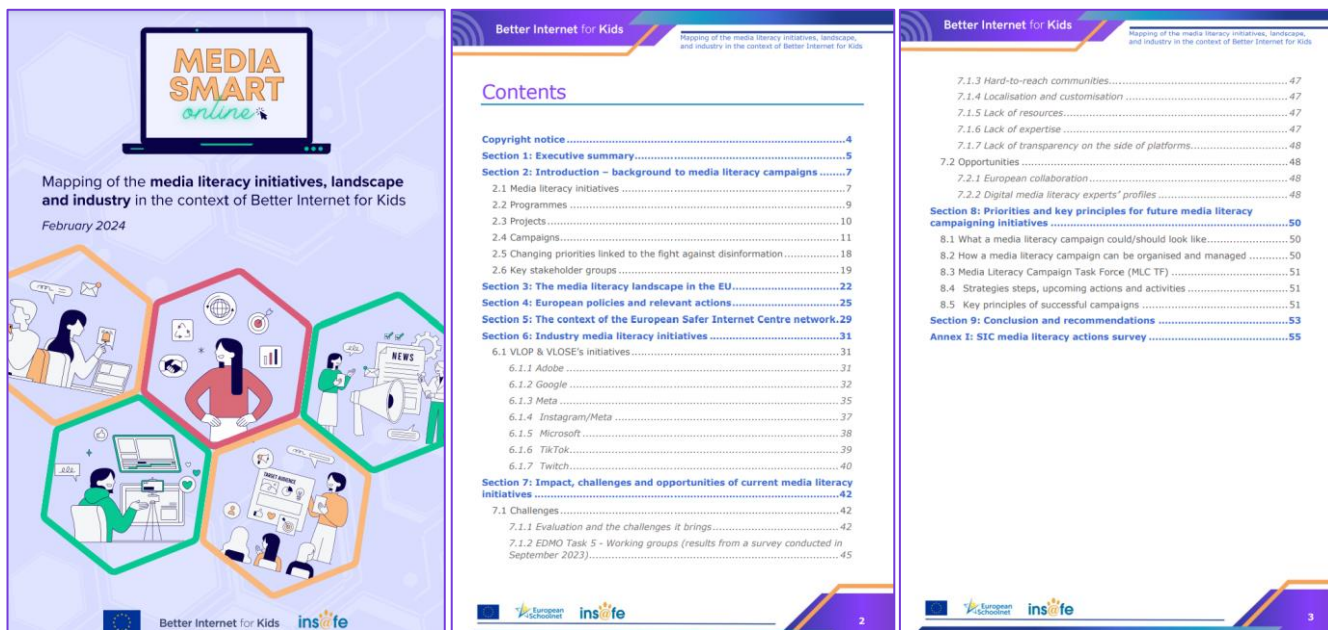 MEDIA
SMART
online
Mapping of the media literacy initiatives, landscape
and industry in the context of Better Internet for Kids
February 2024
NEWS
TARGET AUDIENCE
Better Internet for Kids
ins@fe
Better Internet for Kids
Mapping of the media literacy initiatives, landscape,
and industry in the context of Better Internet for Kids
Contents
Copyright notice ........ 4
Section 1: Executive summary ........ 5
Section 2: Introduction – background to media literacy campaigns ........ 7
2.1 Media literacy initiatives ........ 7
2.2 Programmes ........ 9
2.3 Projects ........ 10
2.4 Campaigns ........ 11
2.5 Changing priorities linked to the fight against disinformation ........ 18
2.6 Key stakeholder groups ........ 19
Section 3: The media literacy landscape in the EU ........ 22
Section 4: European policies and relevant actions ........ 25
Section 5: The context of the European Safer Internet Centre network. 29
Section 6: Industry media literacy initiatives ........ 31
6.1 VLOP & VLOSE's initiatives ........ 31
6.1.1 Adobe ........ 31
6.1.2 Google ........ 32
6.1.3 Meta ........ 35
6.1.4 Instagram/Meta ........ 37
6.1.5 Microsoft ........ 38
6.1.6 TikTok ........ 39
6.1.7 Twitch ........ 40
Section 7: Impact, challenges and opportunities of current media literacy
initiatives ........ 42
7.1 Challenges ........ 42
7.1.1 Evaluation and the challenges it brings ........ 42
7.1.2 EDMO Task 5 - Working groups (results from a survey conducted in
September 2023) ........ 45
European
Schoolnet
ins@fe
2
Better Internet for Kids
Mapping of the media literacy initiatives, landscape,
and industry in the context of Better Internet for Kids
7.1.3 Hard-to-reach communities ........ 47
7.1.4 Localisation and customisation ........ 47
7.1.5 Lack of resources ........ 47
7.1.6 Lack of expertise ........ 47
7.1.7 Lack of transparency on the side of platforms ........ 48
7.2 Opportunities ........ 48
7.2.1 European collaboration ........ 48
7.2.2 Digital media literacy experts' profiles ........ 48
Section 8: Priorities and key principles for future media literacy
campaigning initiatives ........ 50
8.1 What a media literacy campaign could/should look like ........ 50
8.2 How a media literacy campaign can be organised and managed ........ 50
8.3 Media Literacy Campaign Task Force (MLC TF) ........ 51
8.4 Strategies steps, upcoming actions and activities ........ 51
8.5 Key principles of successful campaigns ........ 51
Section 9: Conclusion and recommendations ........ 53
Annex I: SIC media literacy actions survey ........ 55
European
Schoolnet
ins@fe
3